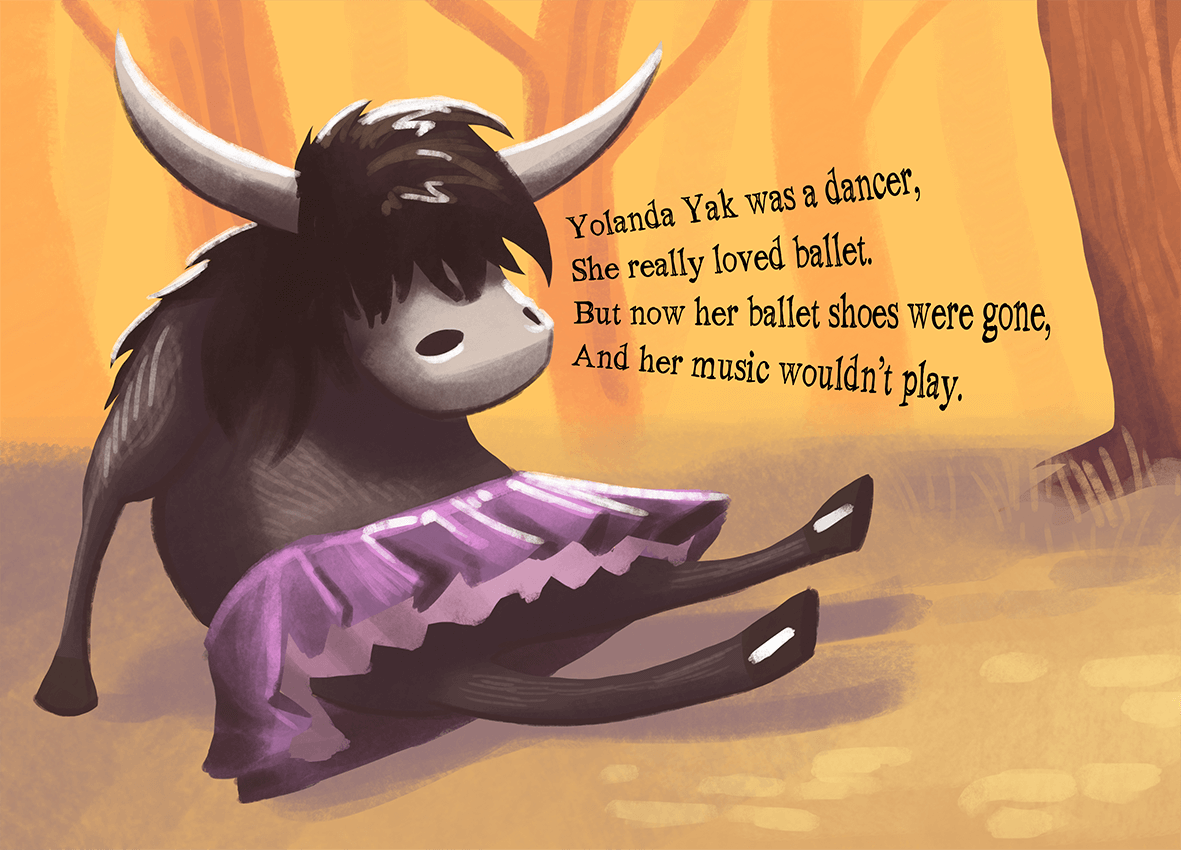 Yolanda Yak was a dancer,
She really loved ballet.
But now her ballet shoes were gone,
And her music wouldn't play.